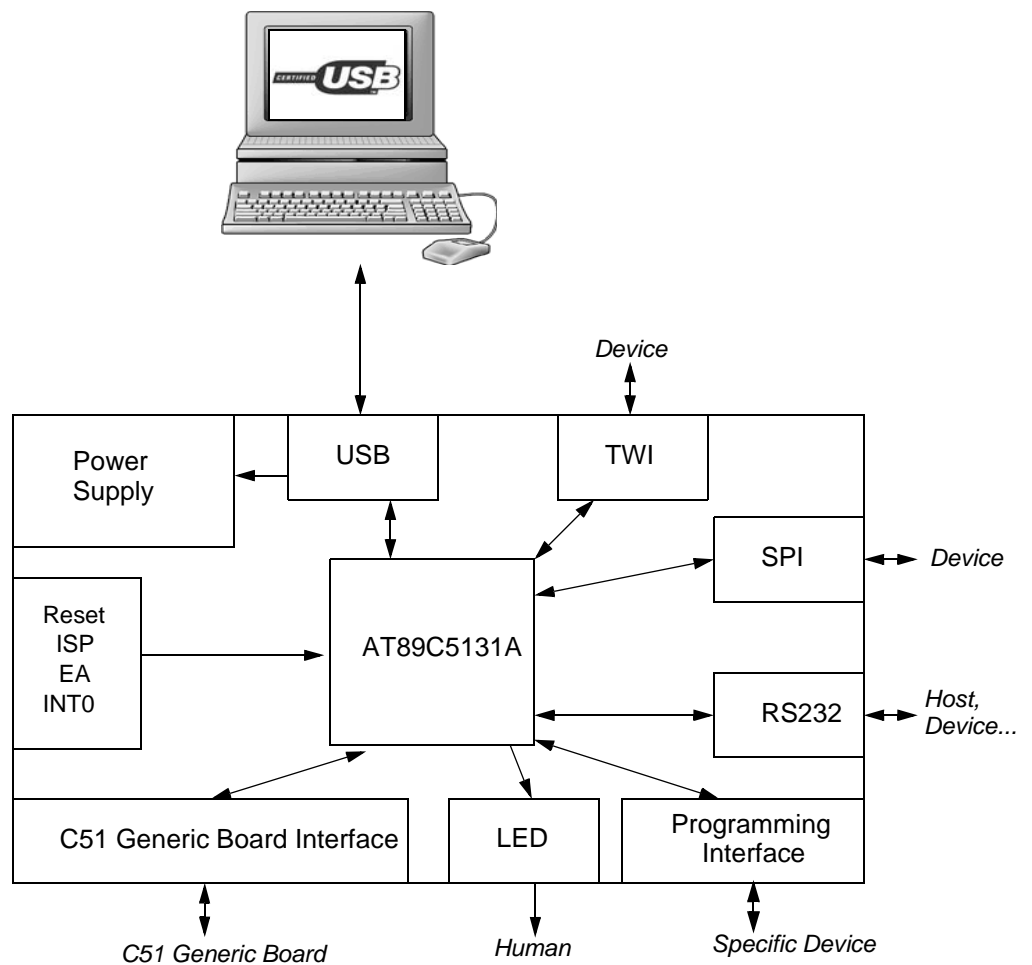 CERTIFIED USB
TM
Device
Power
Supply
USB
TWI
SPI
Device
Reset
ISP
EA
INT0
AT89C5131A
RS232
Host,
Device...
C51 Generic Board Interface
LED
Programming
Interface
C51 Generic Board
Human
Specific Device